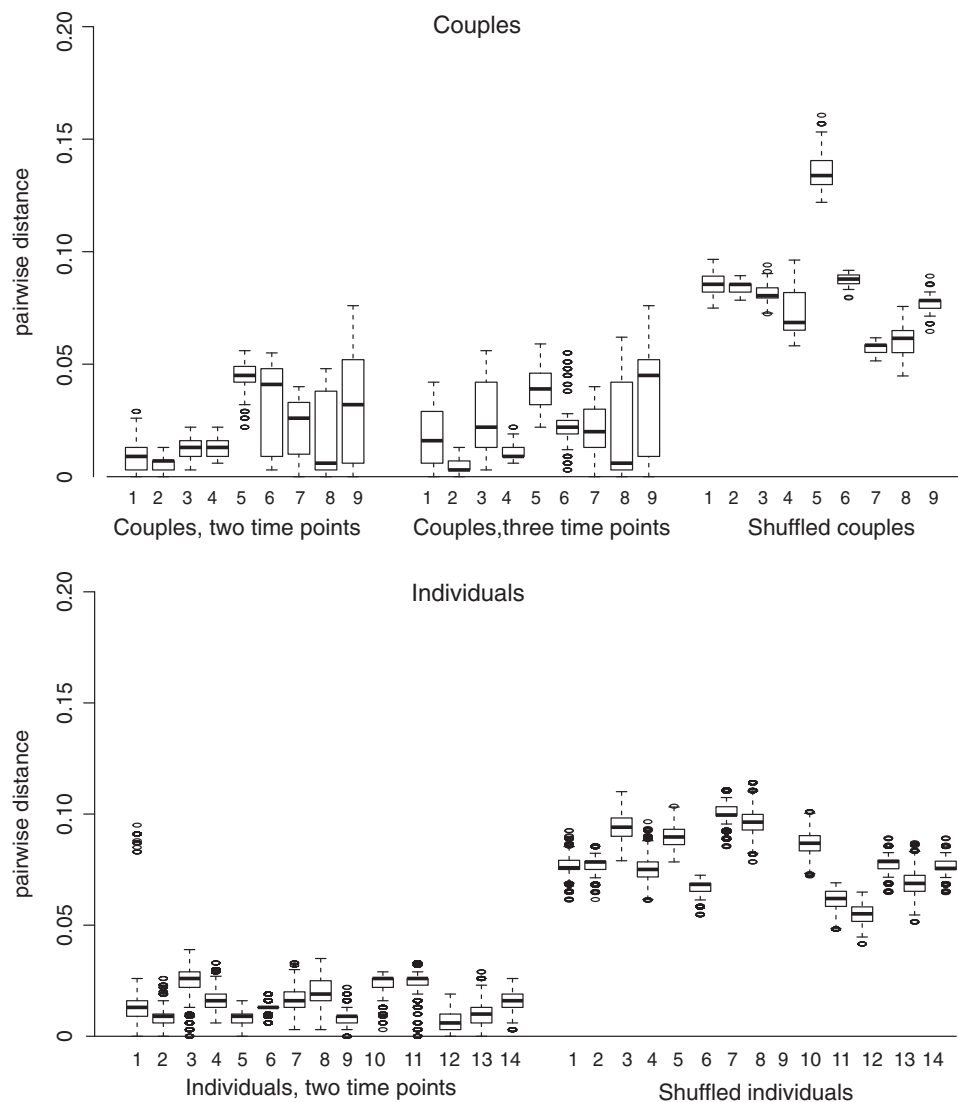 Couples
pairwise distance
0.20
0.15
0.10
0.05
0
1 2 3 4 5 6 7 8 9
1 2 3 4 5 6 7 8 9
1 2 3 4 5 6 7 8 9
Couples, two time points
Couples,three time points
Shuffled couples
Individuals
pairwise distance
0.20
0.15
0.10
0.05
0
1 2 3 4 5 6 7 8 9 10 11 12 13 14
1 2 3 4 5 6 7 8 9 10 11 12 13 14
Individuals, two time points
Shuffled individuals